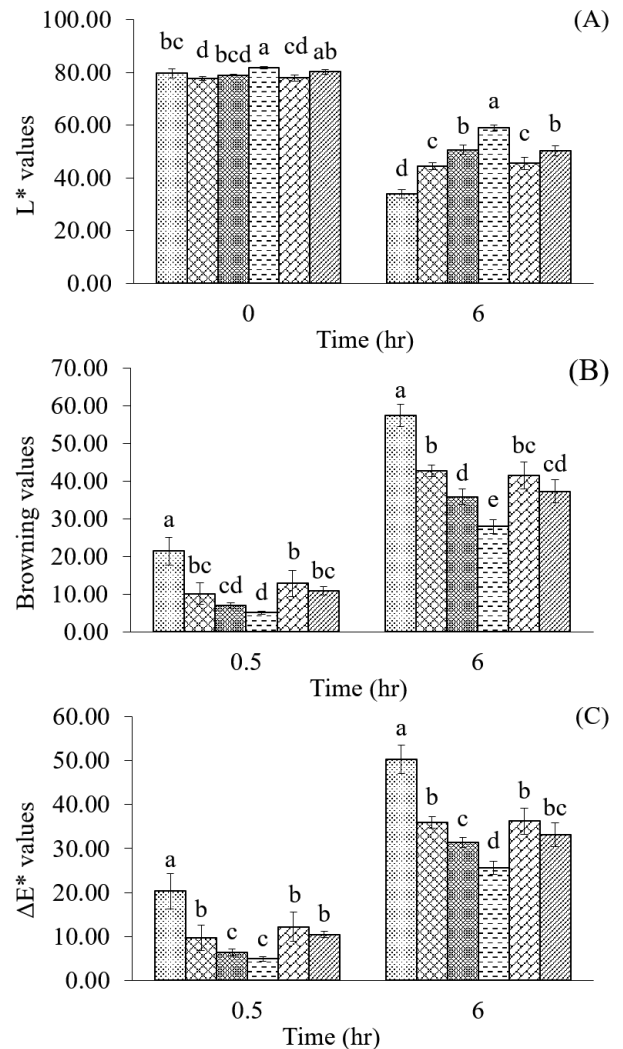 (A)
100.00
80.00
60.00
40.00
20.00
0.00
L* values
bc d bcd a cd ab
d c b a c b
0 6
Time (hr)
(B)
70.00
60.00
50.00
40.00
30.00
20.00
10.00
0.00
Browning values
a bc cd d b bc
a b d e bc cd
0.5 6
Time (hr)
(C)
60.00
50.00
40.00
30.00
20.00
10.00
0.00
ΔE* values
a b c c b b
a b c d b bc
0.5 6
Time (hr)